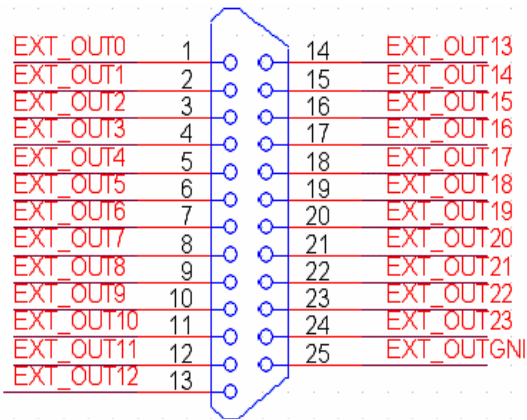 EXT_OUT0 1 14 EXT_OUT13
EXT_OUT1 2 15 EXT_OUT14
EXT_OUT2 3 16 EXT_OUT15
EXT_OUT3 4 17 EXT_OUT16
EXT_OUT4 5 18 EXT_OUT17
EXT_OUT5 6 19 EXT_OUT18
EXT_OUT6 7 20 EXT_OUT19
EXT_OUT7 8 21 EXT_OUT20
EXT_OUT8 9 22 EXT_OUT21
EXT_OUT9 10 23 EXT_OUT22
EXT_OUT10 11 24 EXT_OUT23
EXT_OUT11 12 25 EXT_OUTGNI
EXT_OUT12 13